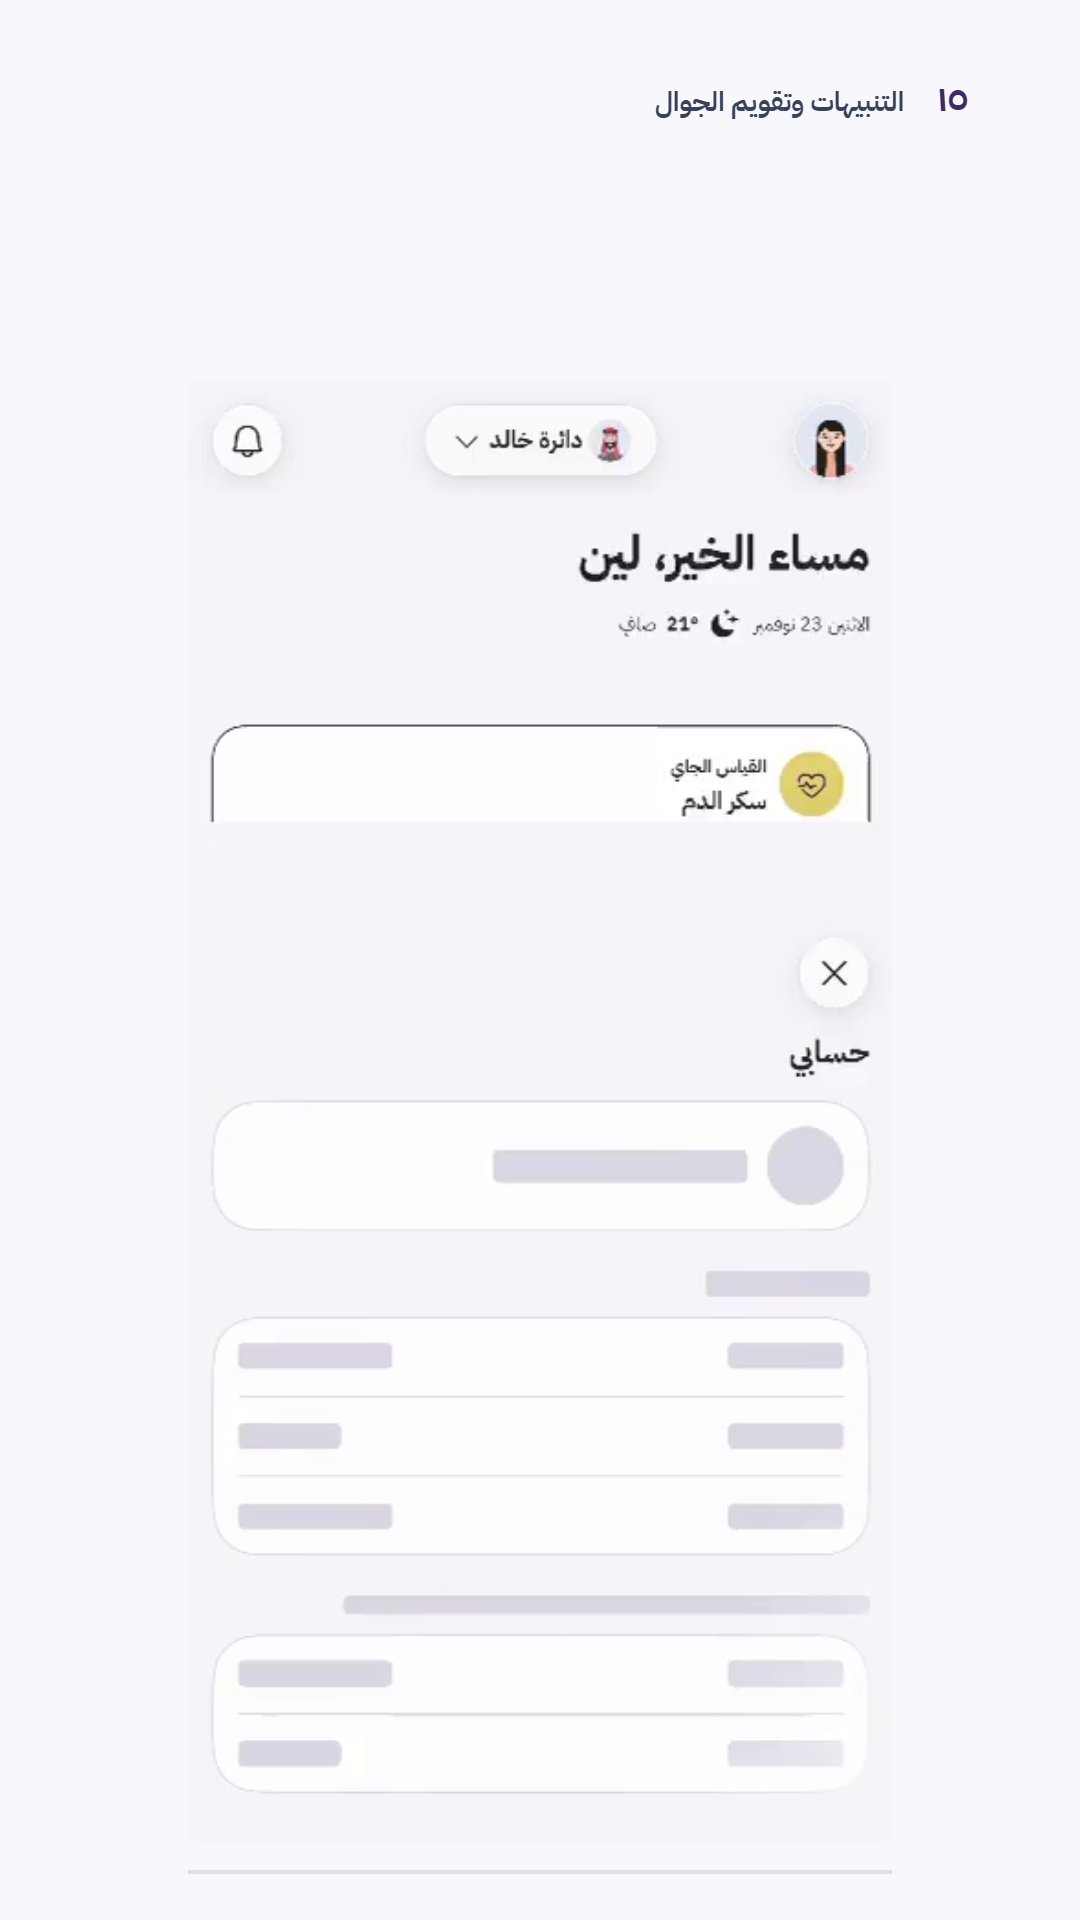 ١٥ التنبيهات وتقويم الجوال
دائرة خالد
مساء الخير، لين
الاثنين 23 نوفمبر 21° صافي
القياس الجاي
سكر الدم
حسابي